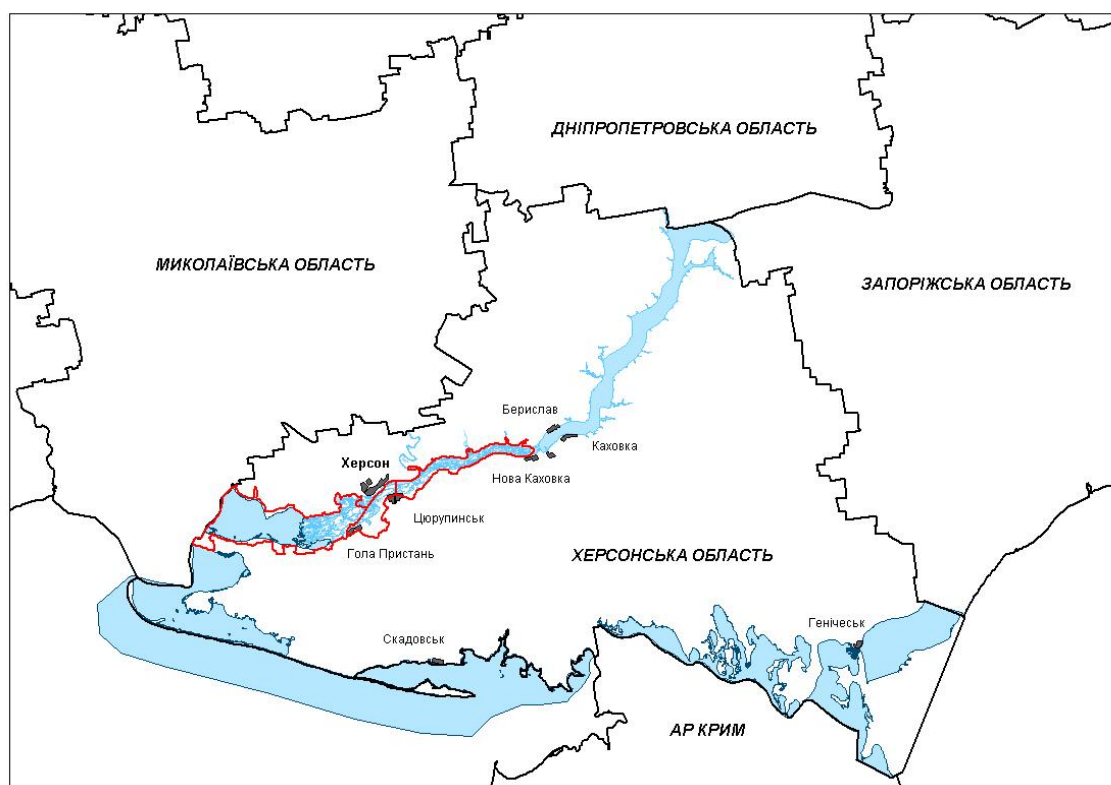 ДНІПРОПЕТРОВСЬКА ОБЛАСТЬ
МИКОЛАЇВСЬКА ОБЛАСТЬ
ЗАПОРІЖСЬКА ОБЛАСТЬ
Берислав
Каховка
Херсон
Нова Каховка
Цюрупинськ
Гола Пристань
ХЕРСОНСЬКА ОБЛАСТЬ
Генічеськ
Скадовськ
АР КРИМ